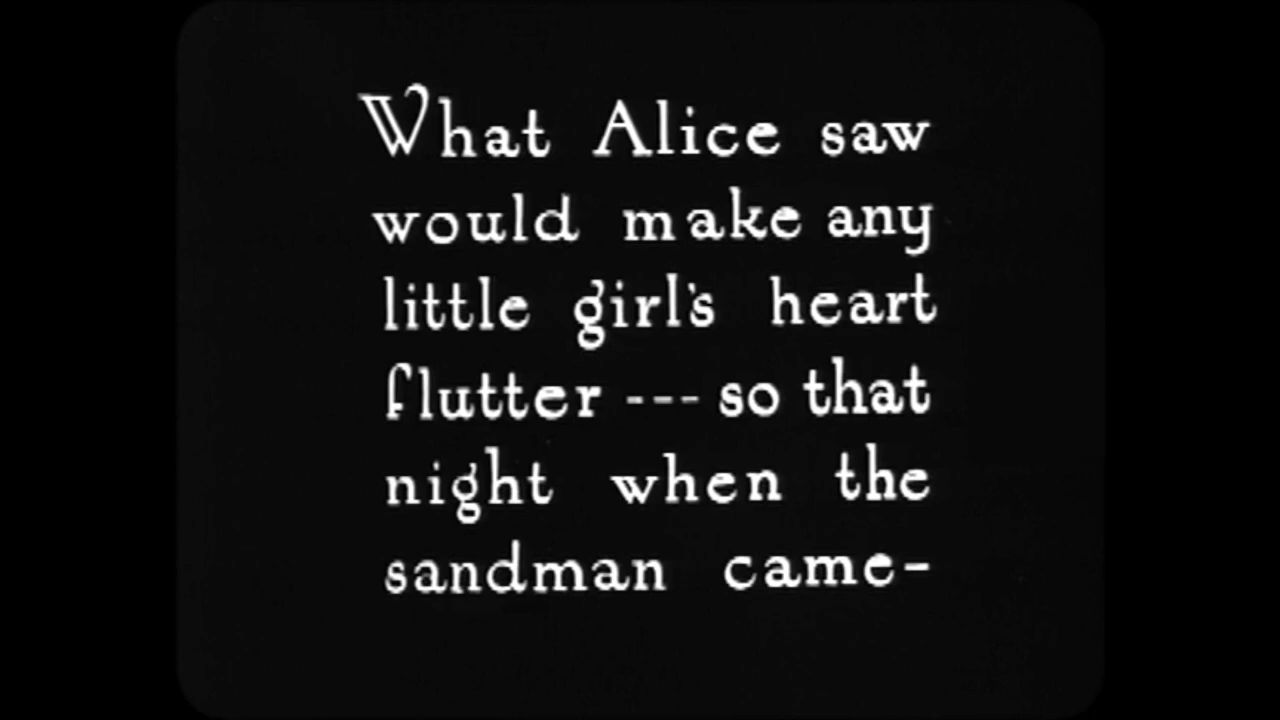 What Alice saw
would make any
little girl's heart
flutter --- so that
night when the
sandman came-